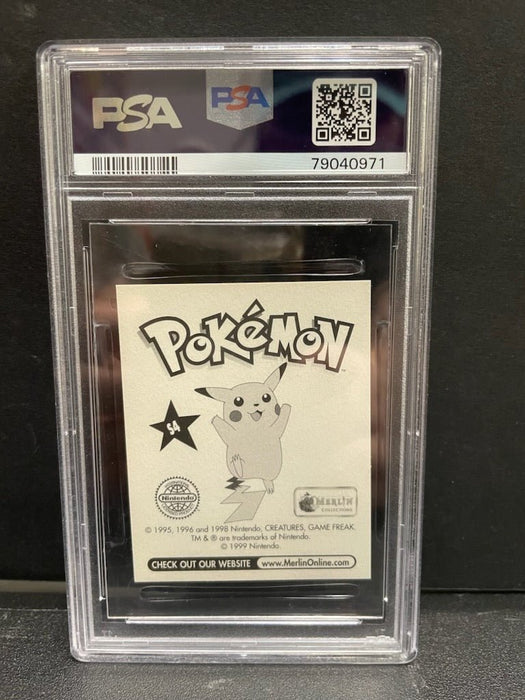 PSA
PSA
79040971
POKéMON
S4
Nintendo
MERLIN
COLLECTIONS
© 1995, 1996 and 1998 Nintendo, CREATURES, GAME FREAK.
TM & ® are trademarks of Nintendo.
© 1999 Nintendo.
CHECK OUT OUR WEBSITE www.MerlinOnline.com